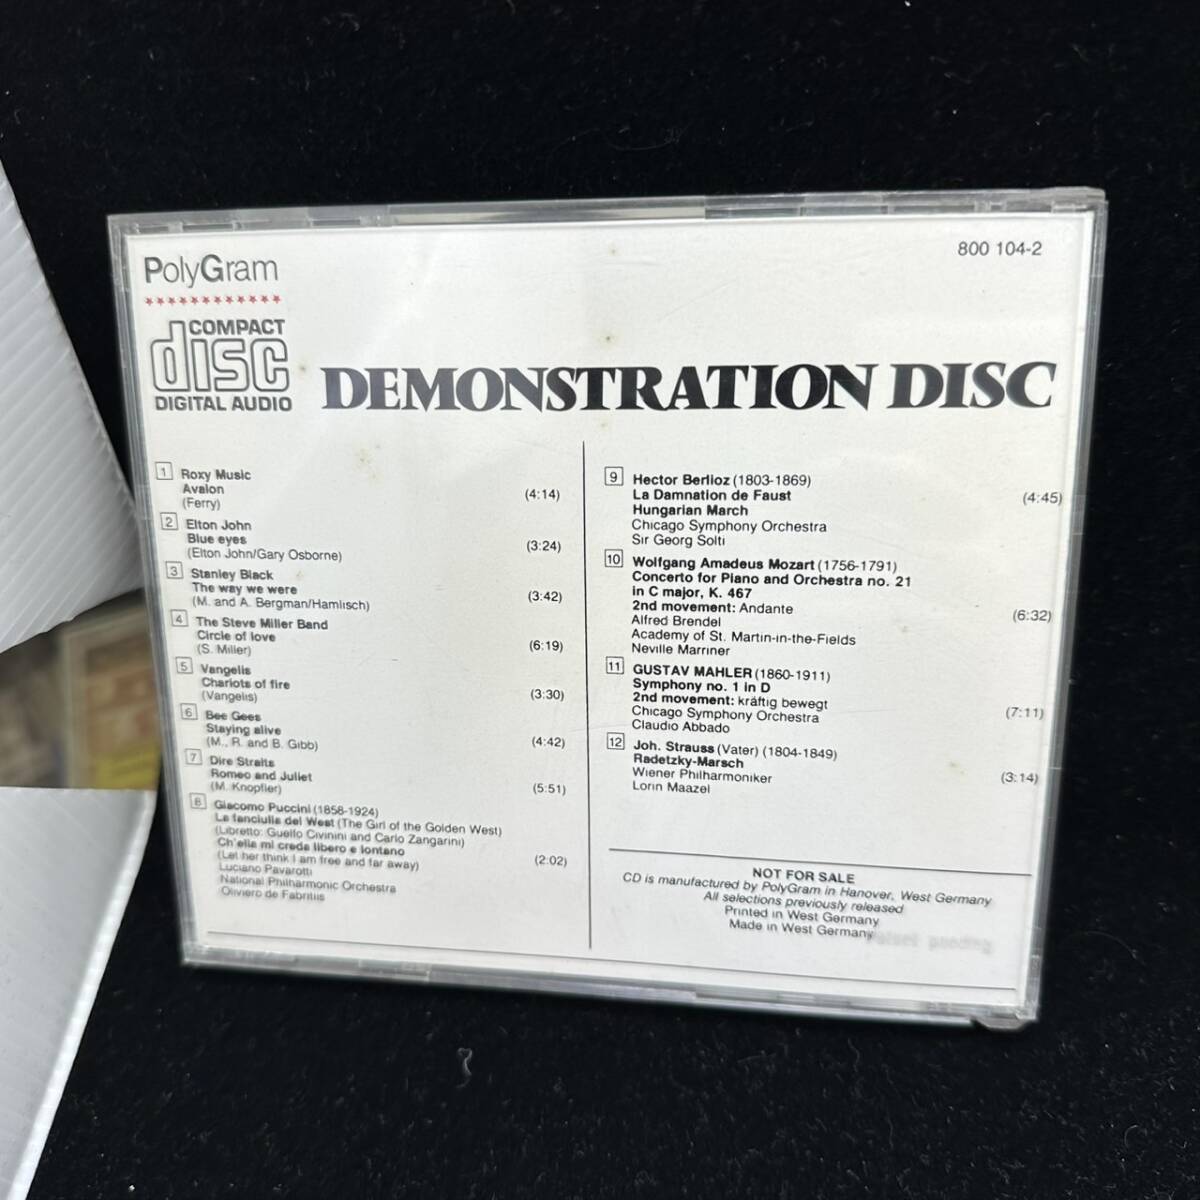 PolyGram
800 104-2
COMPACT
disc
DIGITAL AUDIO
DEMONSTRATION DISC
1 Roxy Music
Avalon (4:14)
(Ferry)
2 Elton John
Blue eyes (3:24)
(Elton John/Gary Osborne)
3 Stanley Black
The way we were (3:42)
(M. and A. Bergman/Hamlisch)
4 The Steve Miller Band
Circle of love (6:19)
(S. Miller)
5 Vangelis
Chariots of fire (3:30)
(Vangelis)
6 Bee Gees
Staying alive (4:42)
(M., R. and B. Gibb)
7 Dire Straits
Romeo and Juliet (5:51)
(M. Knopfler)
8 Giacomo Puccini (1858-1924)
La fanciulla del West (The Girl of the Golden West)
(Libretto: Guelfo Civinini and Carlo Zangarini)
Ch'ella mi creda libero e lontano
(Let her think I am free and far away) (2:02)
Luciano Pavarotti
National Philharmonic Orchestra
Oliviero de Fabritiis
9 Hector Berlioz (1803-1869)
La Damnation de Faust (4:45)
Hungarian March
Chicago Symphony Orchestra
Sir Georg Solti
10 Wolfgang Amadeus Mozart (1756-1791)
Concerto for Piano and Orchestra no. 21
in C major, K. 467
2nd movement: Andante (6:32)
Alfred Brendel
Academy of St. Martin-in-the-Fields
Neville Marriner
11 GUSTAV MAHLER (1860-1911)
Symphony no. 1 in D
2nd movement: kräftig bewegt
Chicago Symphony Orchestra (7:11)
Claudio Abbado
12 Joh. Strauss (Vater) (1804-1849)
Radetzky-Marsch
Wiener Philharmoniker (3:14)
Lorin Maazel
NOT FOR SALE
CD is manufactured by PolyGram in Hanover, West Germany
All selections previously released
Printed in West Germany
Made in West Germany
Patent pending